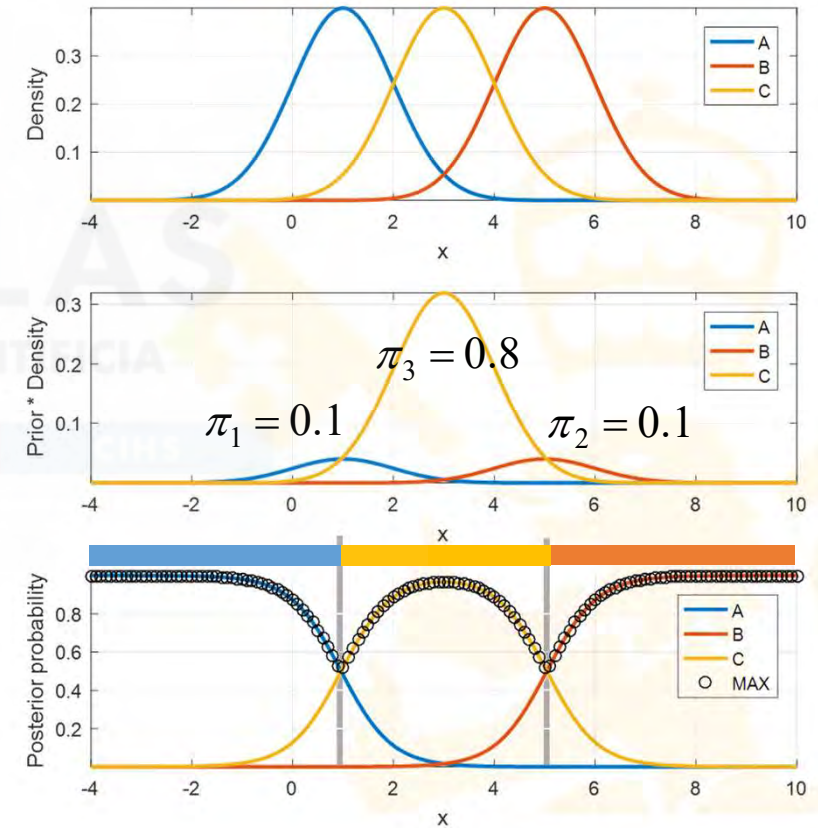 Density
0.3
0.2
0.1
A
B
C
-4 -2 0 2 4 6 8 10
x
Prior * Density
0.3
0.2
0.1
π₃ = 0.8
π₁ = 0.1
π₂ = 0.1
A
B
C
-4 -2 0 2 4 6 8 10
x
Posterior probability
0.8
0.6
0.4
0.2
A
B
C
MAX
-4 -2 0 2 4 6 8 10
x
LAS
CIHS